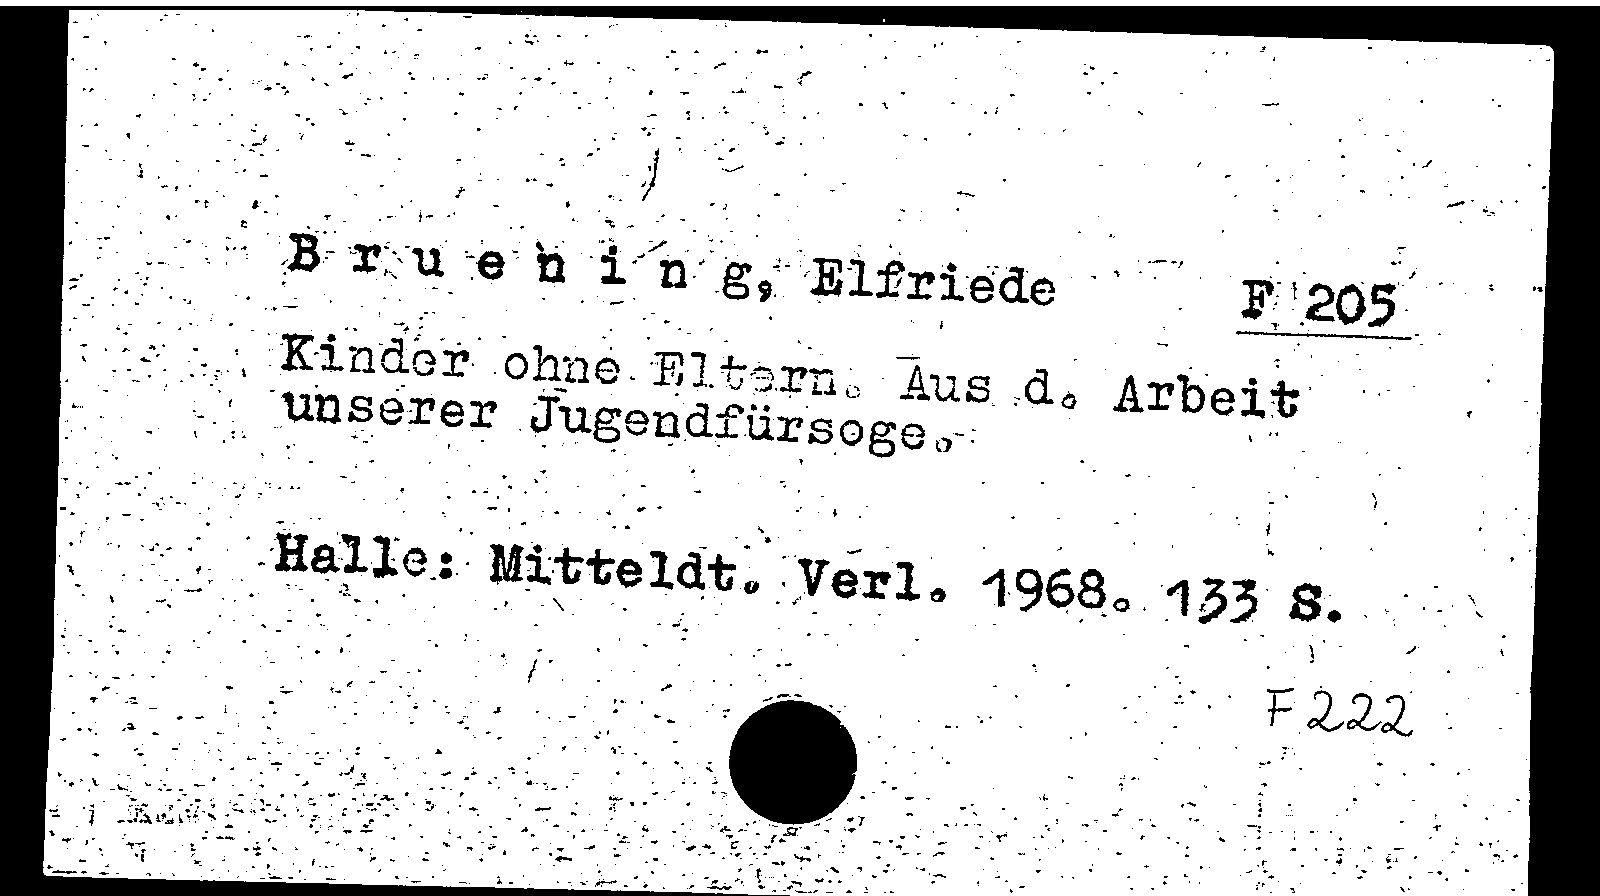 B r u e n i n g, Elfriede F 205
Kinder ohne Eltern. Aus d. Arbeit
unserer Jugendfürsoge.
Halle: Mitteldt. Verl. 1968. 133 S.
F 222